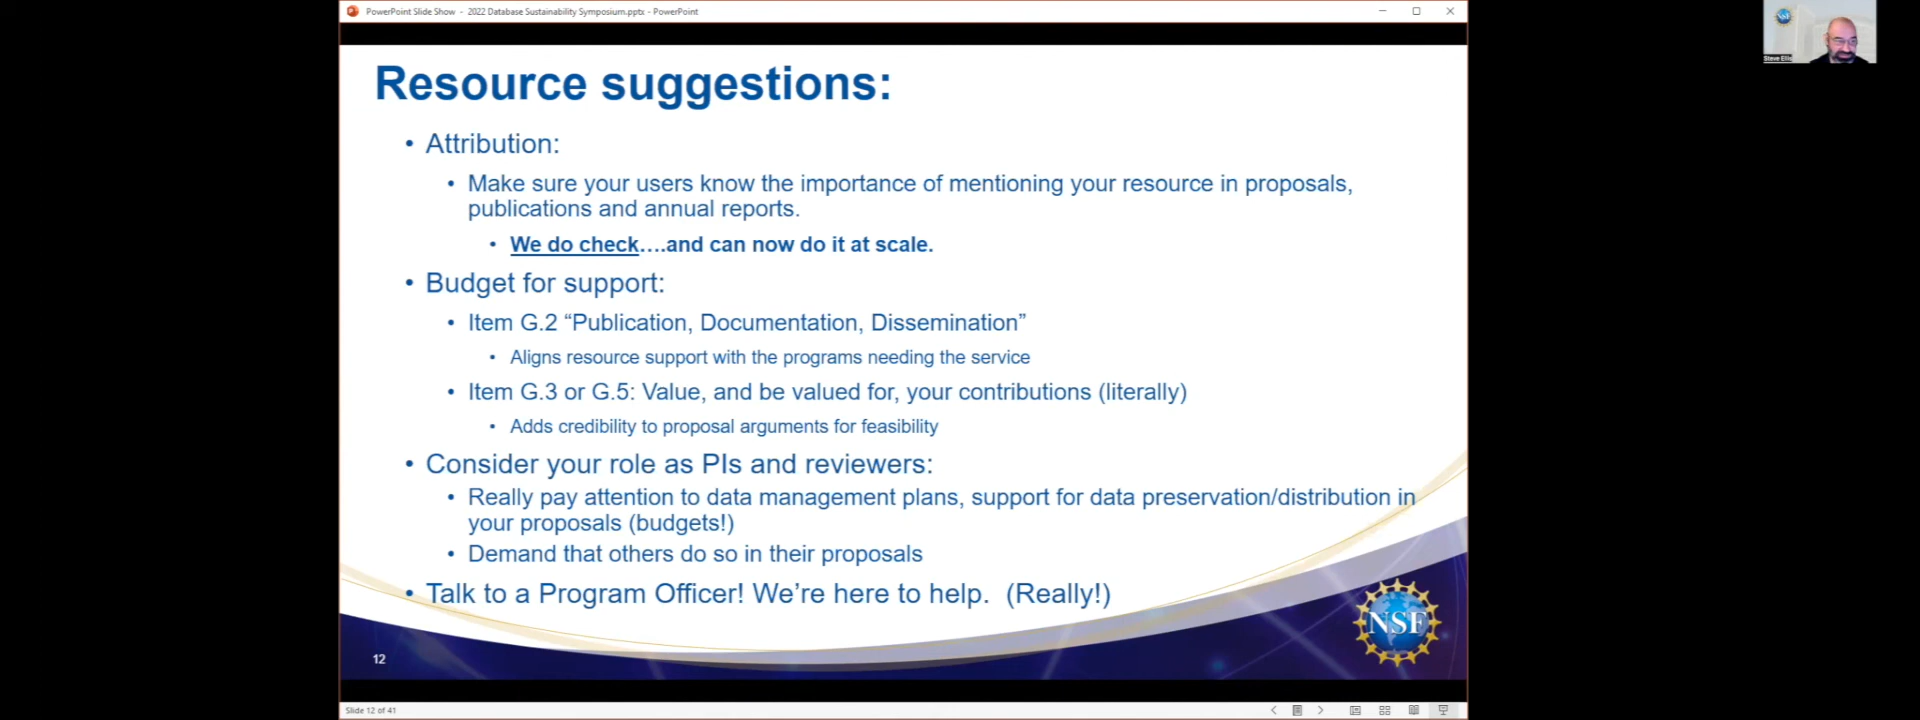 PowerPoint Slide Show - 2022 Database Sustainability Symposium.pptx - PowerPoint
NSF
Steve Ellis
Resource suggestions:
• Attribution:
• Make sure your users know the importance of mentioning your resource in proposals,
publications and annual reports.
• We do check….and can now do it at scale.
• Budget for support:
• Item G.2 “Publication, Documentation, Dissemination”
• Aligns resource support with the programs needing the service
• Item G.3 or G.5: Value, and be valued for, your contributions (literally)
• Adds credibility to proposal arguments for feasibility
• Consider your role as PIs and reviewers:
• Really pay attention to data management plans, support for data preservation/distribution in
your proposals (budgets!)
• Demand that others do so in their proposals
• Talk to a Program Officer! We’re here to help. (Really!)
NSF
12
Slide 12 of 41